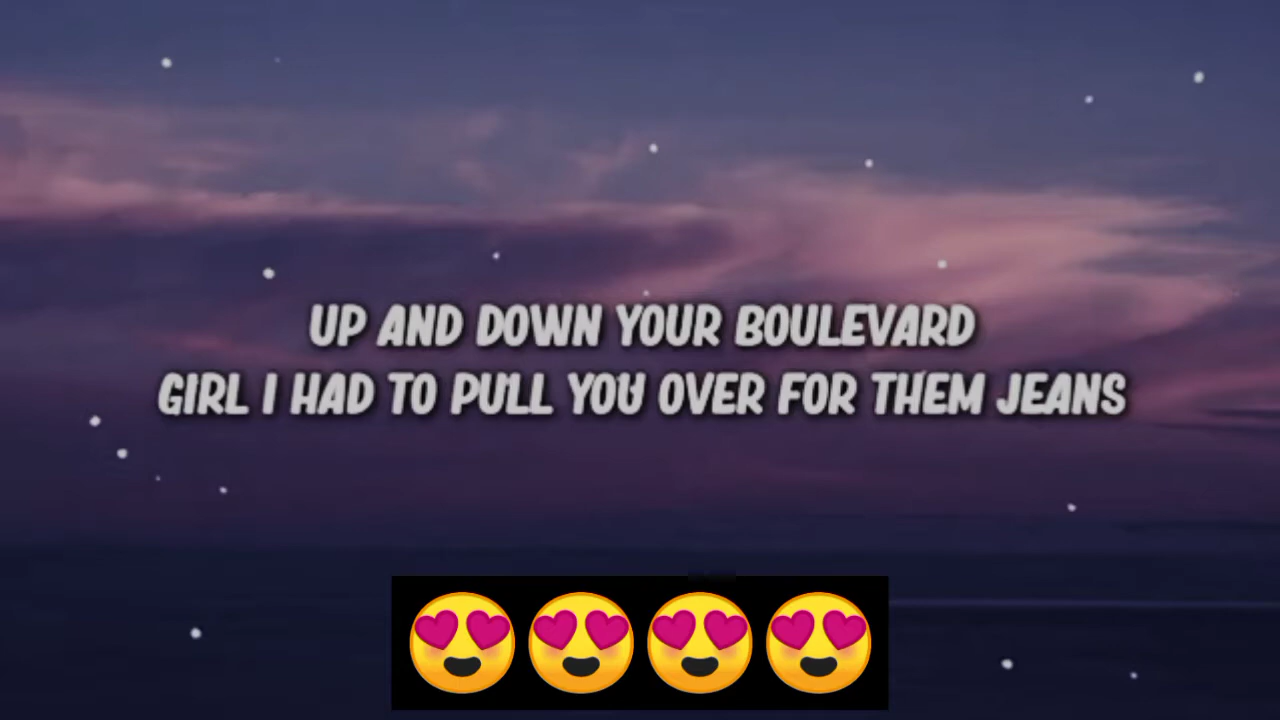 UP AND DOWN YOUR BOULEVARD
GIRL I HAD TO PULL YOU OVER FOR THEM JEANS
😍😍😍😍